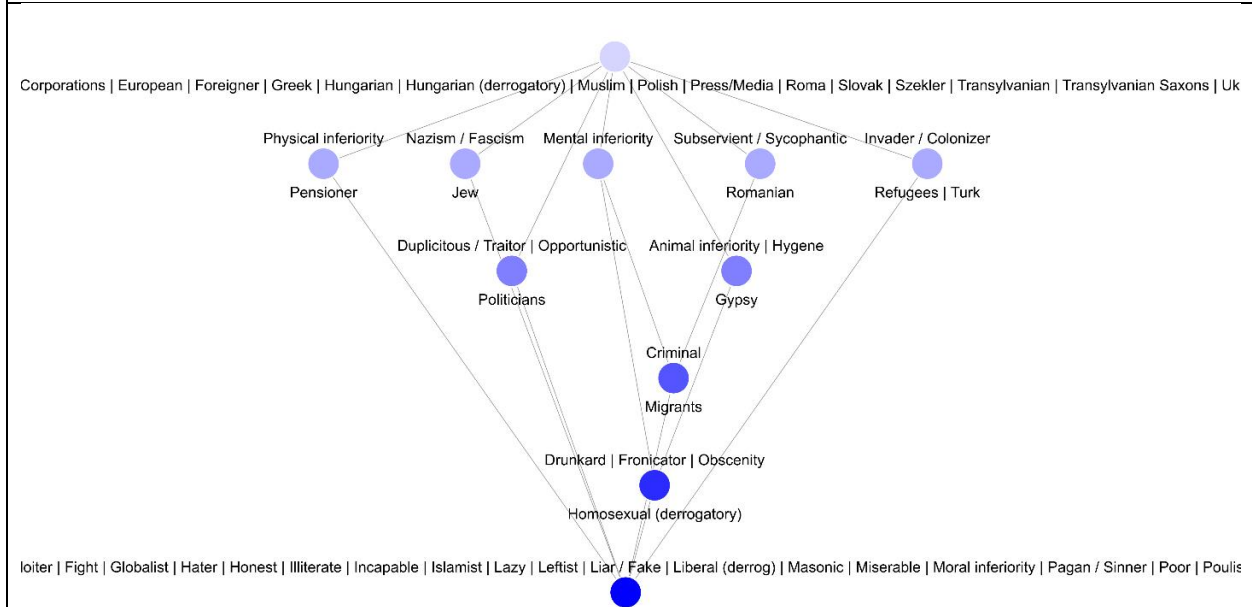 Corporations | European | Foreigner | Greek | Hungarian | Hungarian (derrogatory) | Muslim | Polish | Press/Media | Roma | Slovak | Szekler | Transylvanian | Transylvanian Saxons | Uk
Physical inferiority Nazism / Fascism Mental inferiority Subservient / Sycophantic Invader / Colonizer
Pensioner Jew Romanian Refugees | Turk
Duplicitous / Traitor | Opportunistic Animal inferiority | Hygene
Politicians Gypsy
Criminal
Migrants
Drunkard | Fronicator | Obscenity
Homosexual (derrogatory)
loiter | Fight | Globalist | Hater | Honest | Illiterate | Incapable | Islamist | Lazy | Leftist | Liar / Fake | Liberal (derrog) | Masonic | Miserable | Moral inferiority | Pagan / Sinner | Poor | Poulis